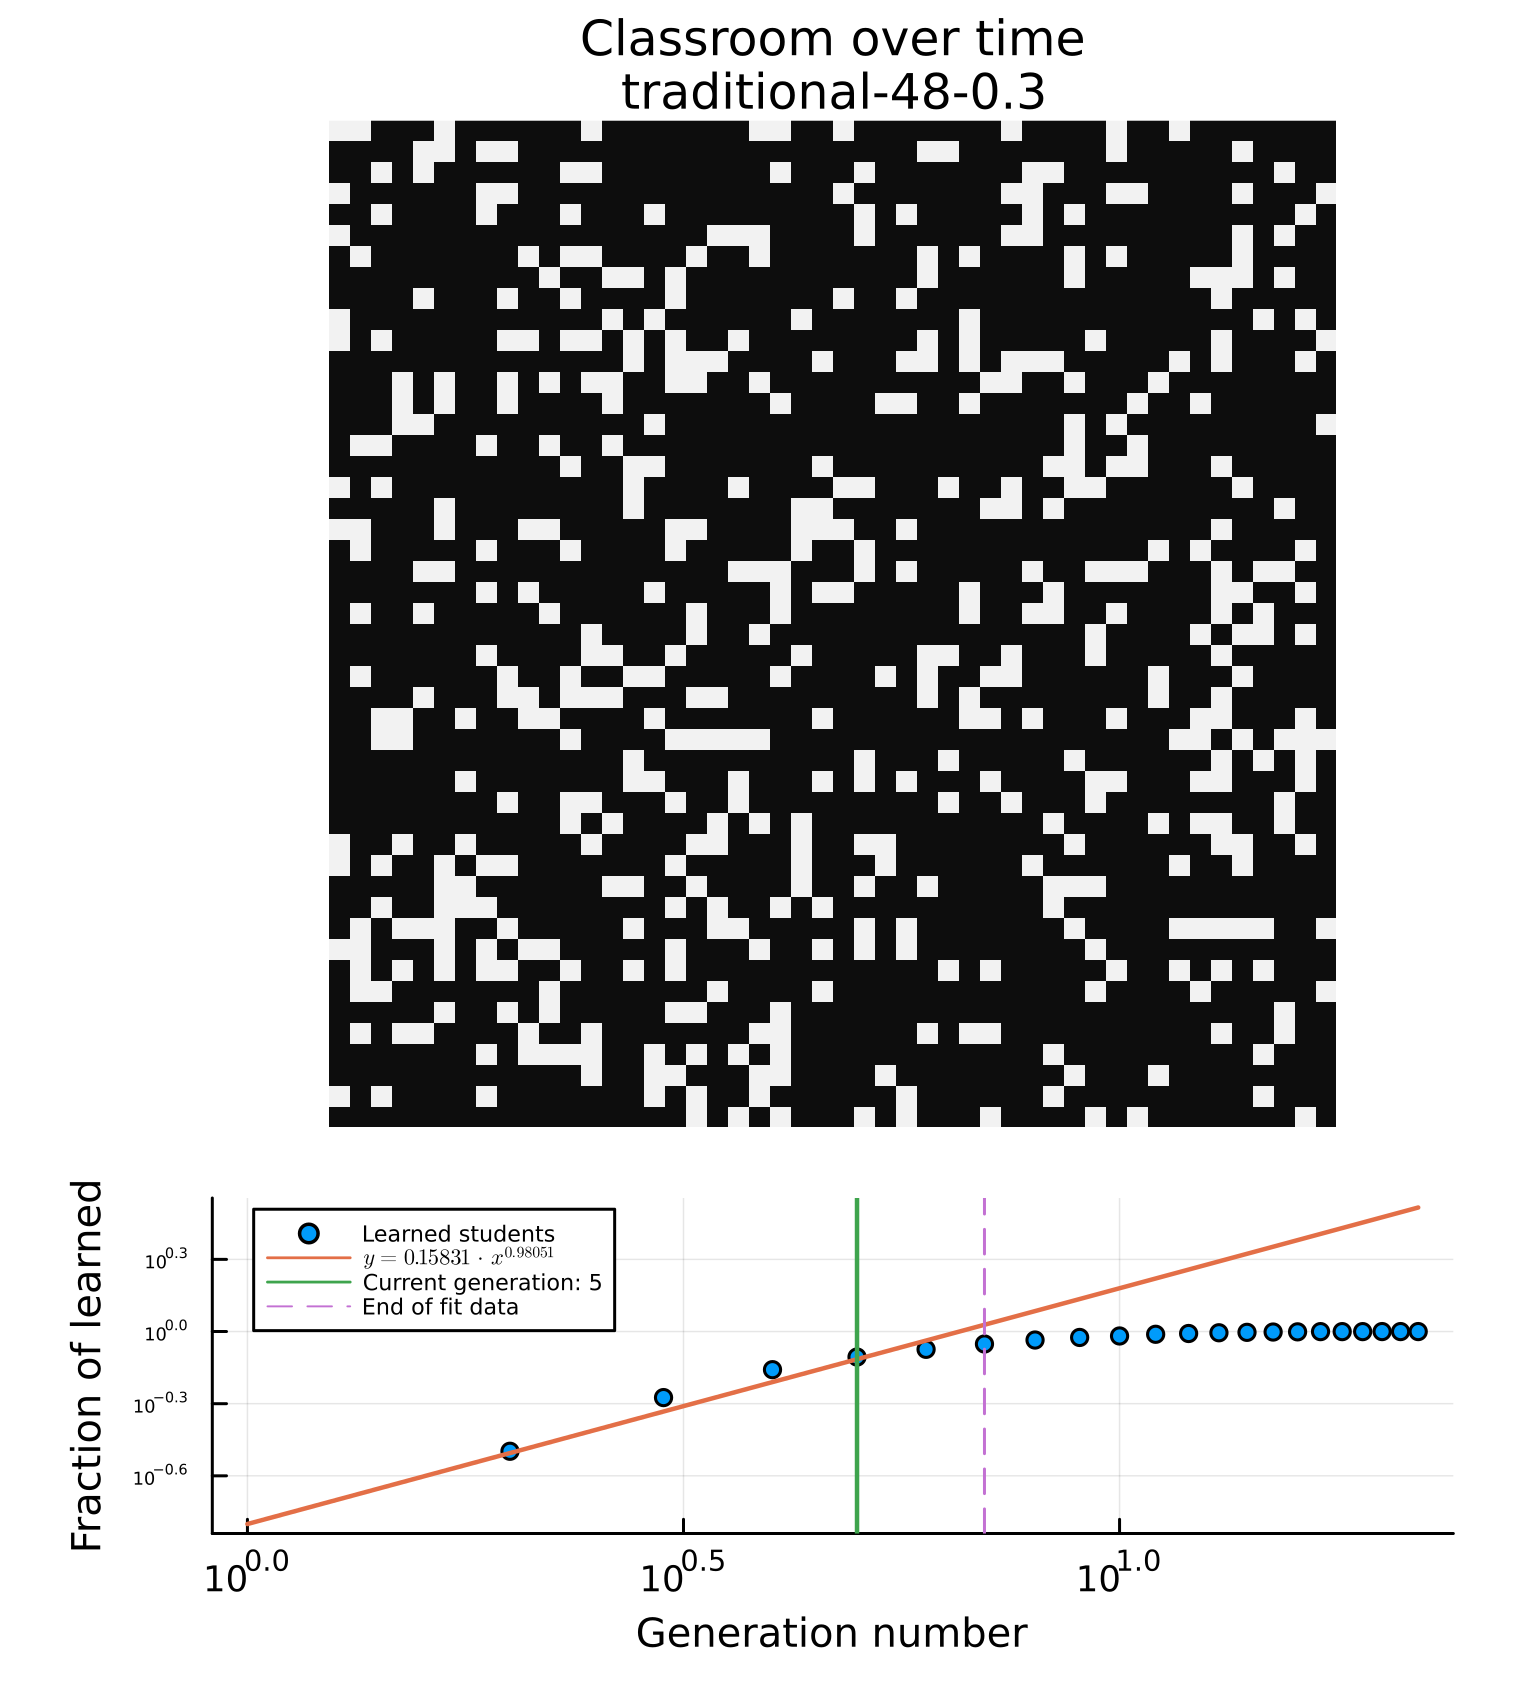 Classroom over time
traditional-48-0.3
Fraction of learned
10^0.3
10^0.0
10^−0.3
10^−0.6
Learned students
y = 0.15831 · x^0.98051
Current generation: 5
End of fit data
10^0.0 10^0.5 10^1.0
Generation number